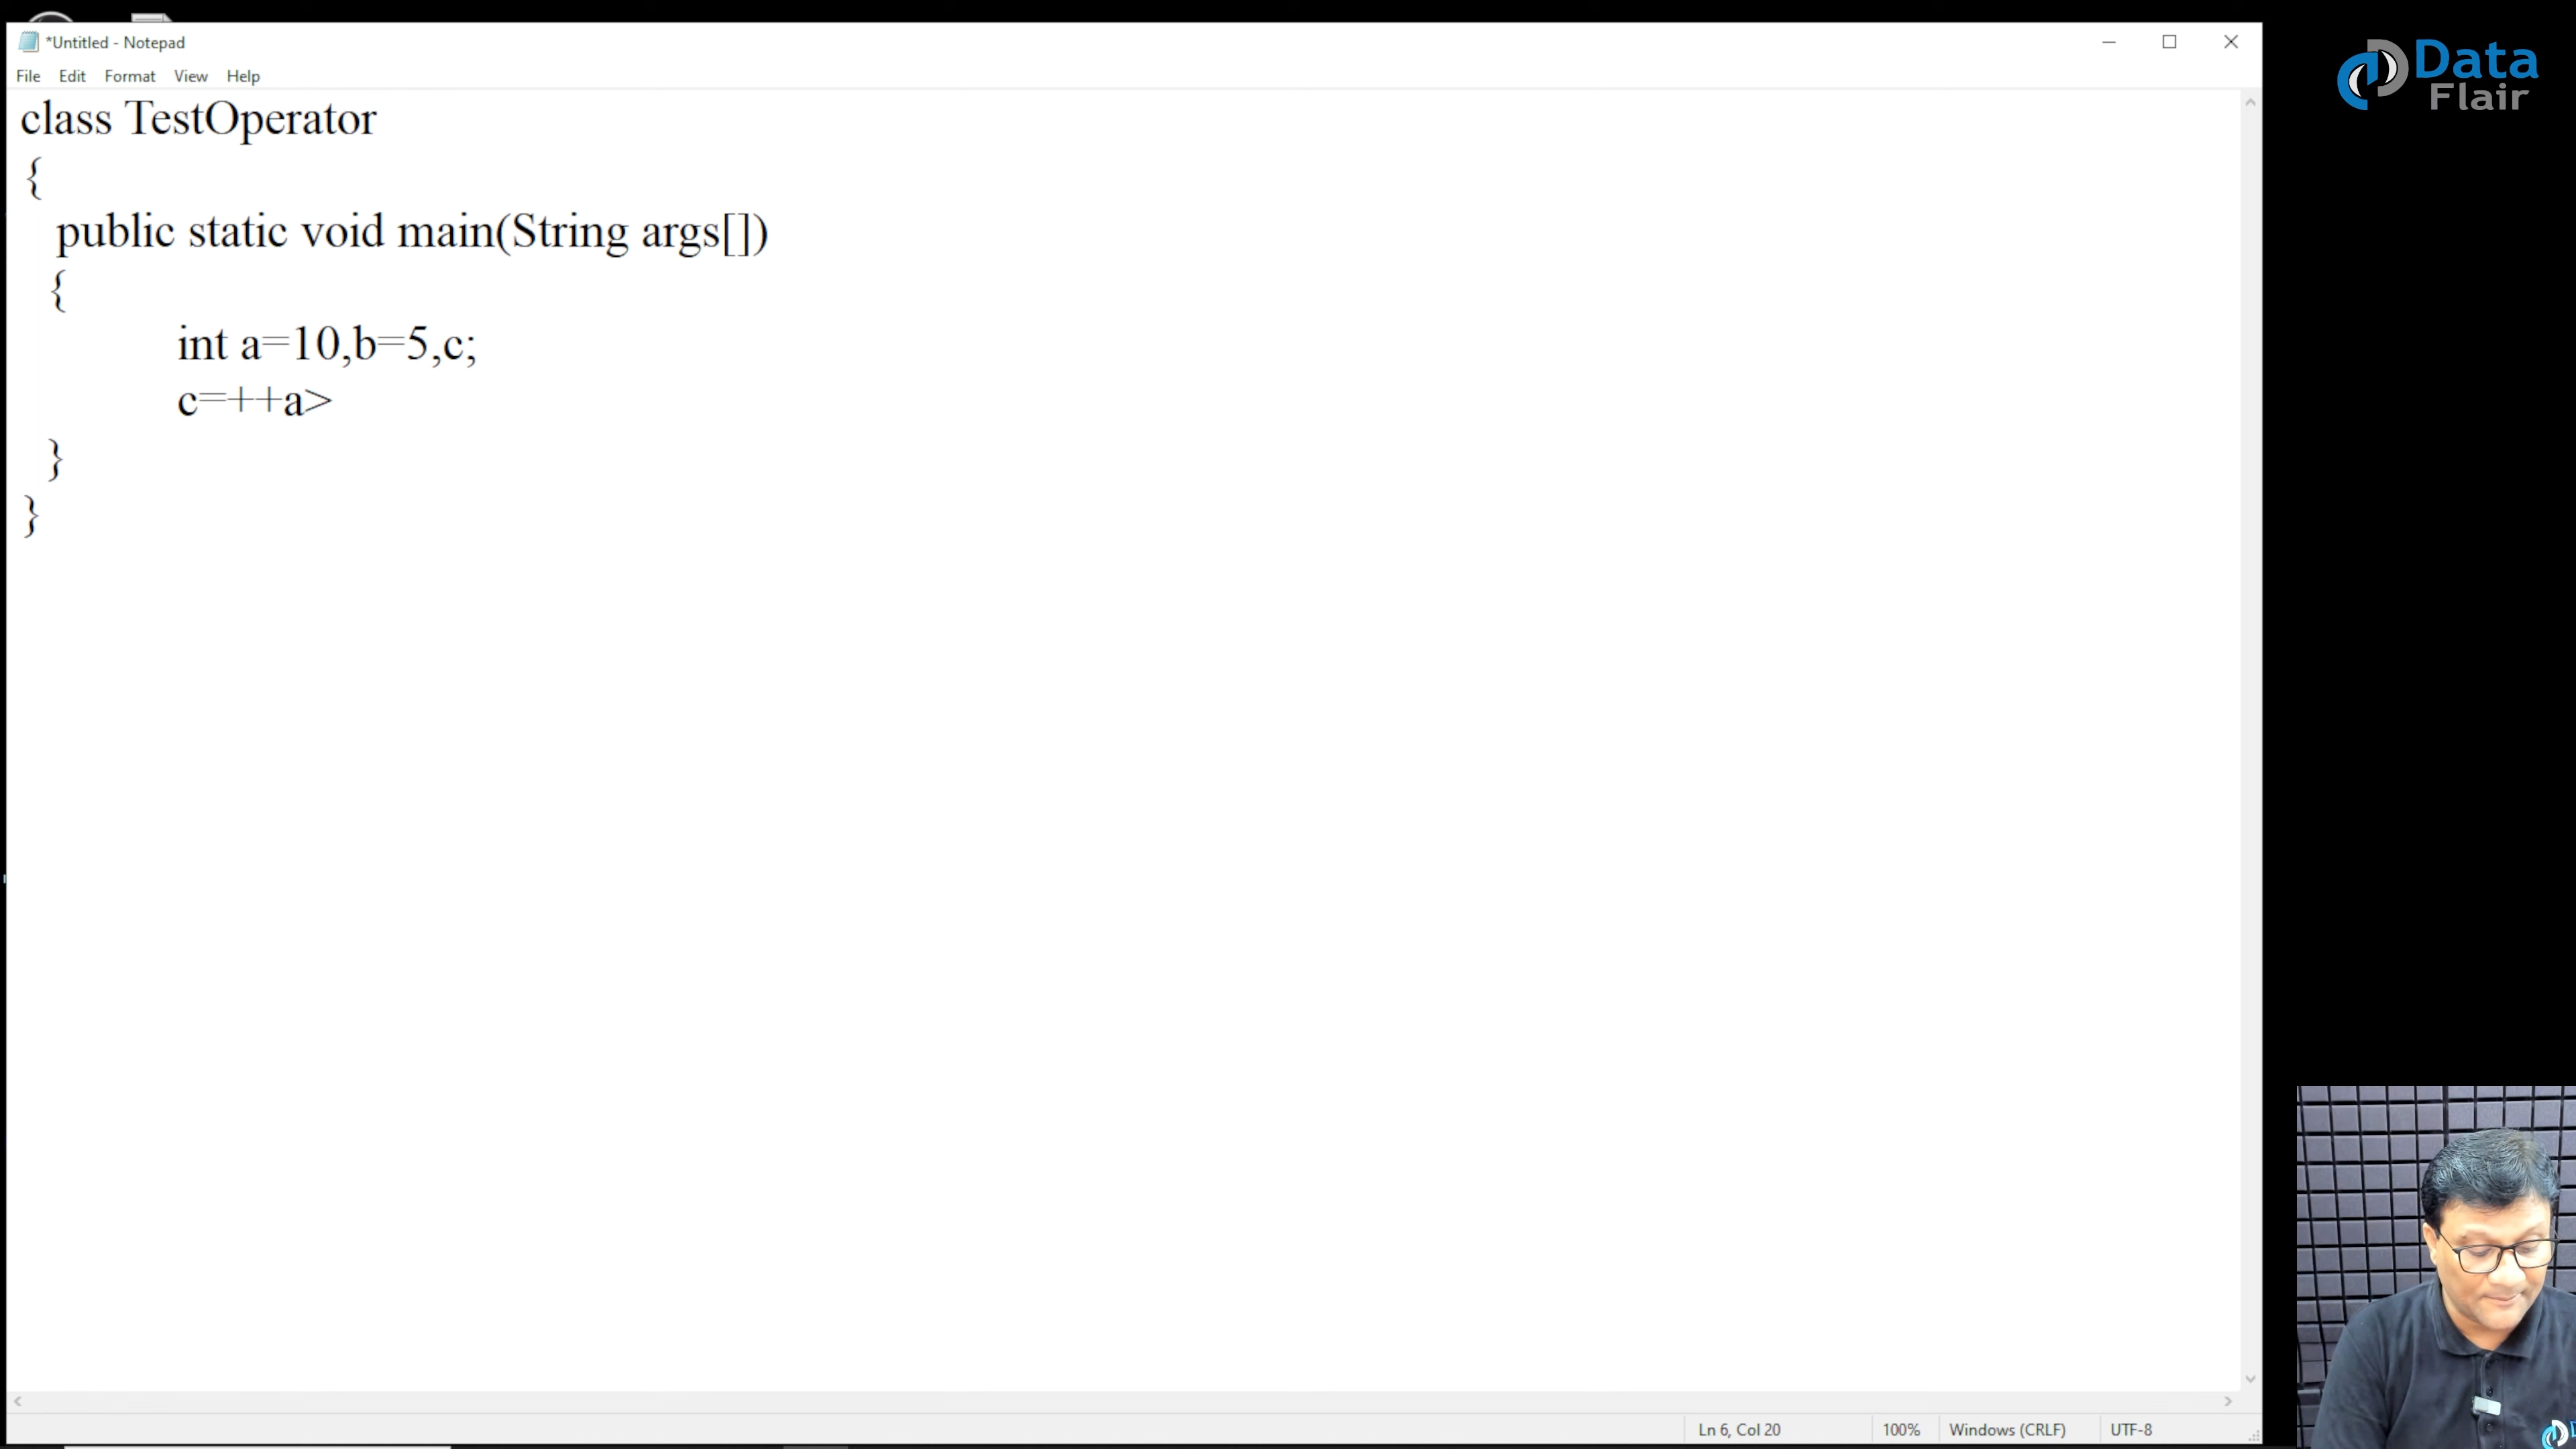 *Untitled - Notepad
File Edit Format View Help
class TestOperator
{
public static void main(String args[])
{
int a=10,b=5,c;
c=++a>
}
}
Ln 6, Col 20 100% Windows (CRLF) UTF-8
Data
Flair